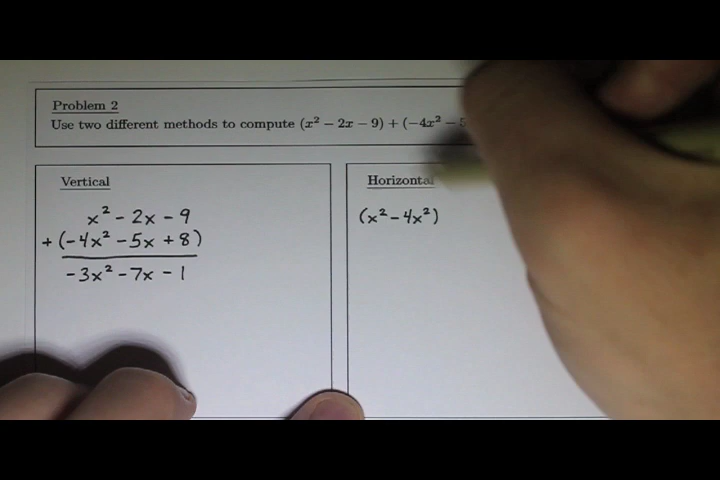 Problem 2
Use two different methods to compute (x² − 2x − 9) + (−4x² − 5
Vertical
x² - 2x - 9
+ (-4x² - 5x + 8)
-3x² - 7x - 1
Horizontal
(x² - 4x²)